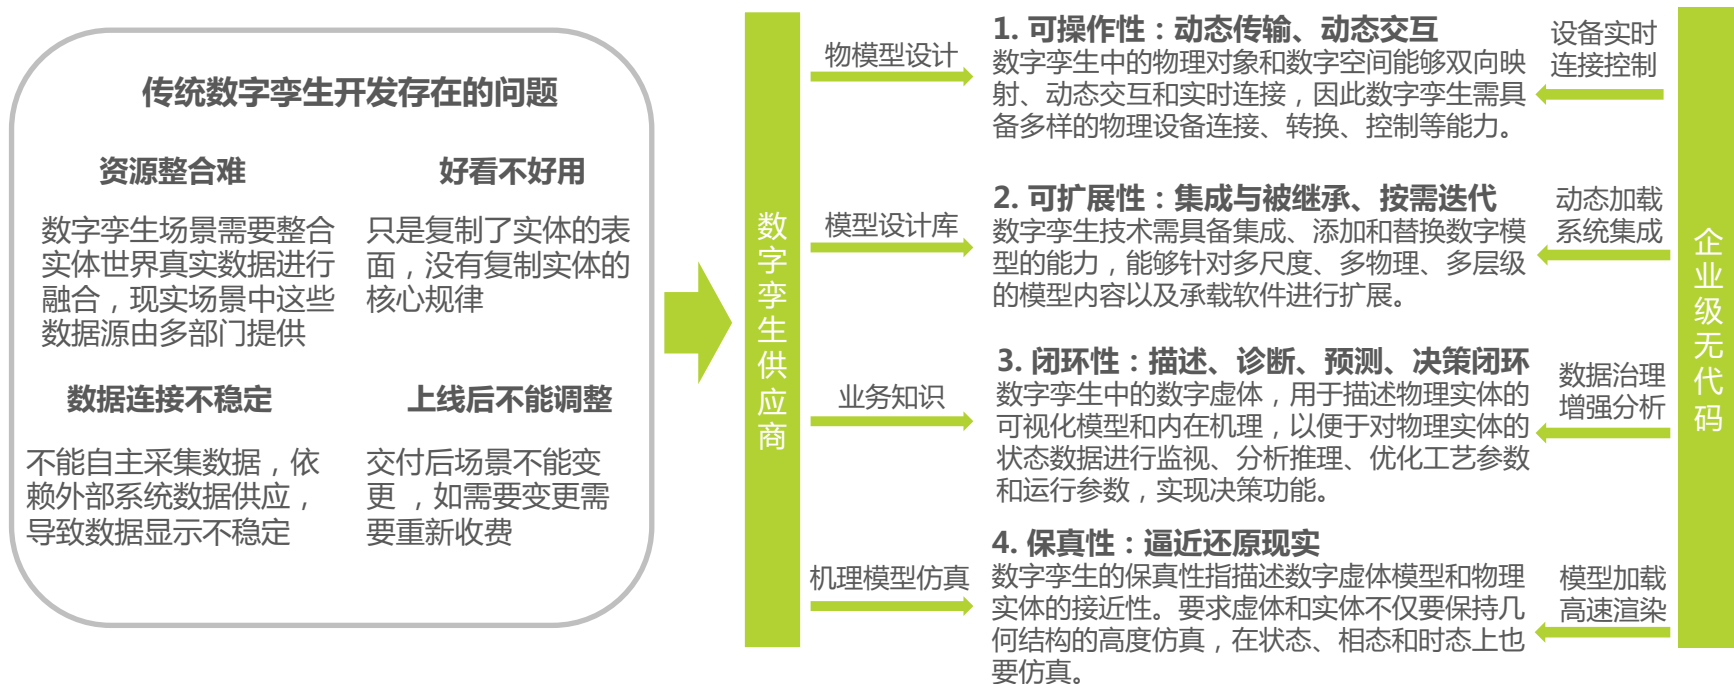 传统数字孪生开发存在的问题
资源整合难
数字孪生场景需要整合
实体世界真实数据进行
融合，现实场景中这些
数据源由多部门提供
好看不好用
只是复制了实体的表
面，没有复制实体的
核心规律
数据连接不稳定
不能自主采集数据，依
赖外部系统数据供应，
导致数据显示不稳定
上线后不能调整
交付后场景不能变
更 ，如需要变更需
要重新收费
数字孪生供应商
物模型设计
1. 可操作性：动态传输、动态交互
数字孪生中的物理对象和数字空间能够双向映
射、动态交互和实时连接，因此数字孪生需具
备多样的物理设备连接、转换、控制等能力。
设备实时
连接控制
模型设计库
2. 可扩展性：集成与被继承、按需迭代
数字孪生技术需具备集成、添加和替换数字模
型的能力，能够针对多尺度、多物理、多层级
的模型内容以及承载软件进行扩展。
动态加载
系统集成
业务知识
3. 闭环性：描述、诊断、预测、决策闭环
数字孪生中的数字虚体，用于描述物理实体的
可视化模型和内在机理，以便于对物理实体的
状态数据进行监视、分析推理、优化工艺参数
和运行参数，实现决策功能。
数据治理
增强分析
机理模型仿真
4. 保真性：逼近还原现实
数字孪生的保真性指描述数字虚体模型和物理
实体的接近性。要求虚体和实体不仅要保持几
何结构的高度仿真，在状态、相态和时态上也
要仿真。
模型加载
高速渲染
企业级无代码